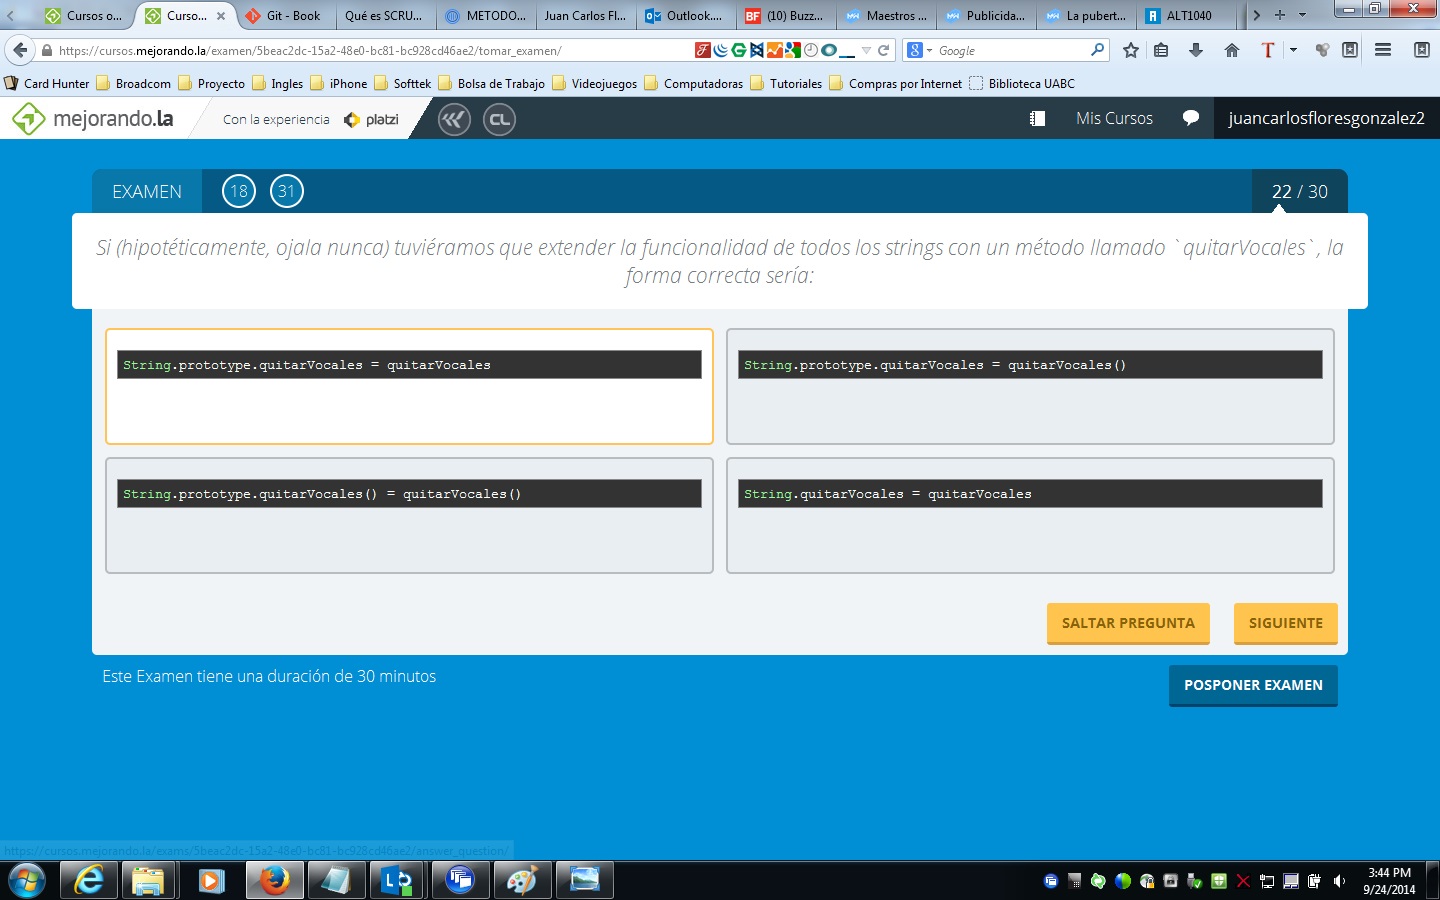 Cursos o...
Curso...
Git - Book
Qué es SCRU...
METODO...
Juan Carlos Fl...
Outlook....
(10) Buzz...
Maestros ...
Publicida...
La pubert...
ALT1040
https://cursos.mejorando.la/examen/5beac2dc-15a2-48e0-bc81-bc928cd46ae2/tomar_examen/
Google
Card Hunter
Broadcom
Proyecto
Ingles
iPhone
Softtek
Bolsa de Trabajo
Videojuegos
Computadoras
Tutoriales
Compras por Internet
Biblioteca UABC
mejorando.la
Con la experiencia
platzi
CL
Mis Cursos
juancarlosfloresgonzalez2
EXAMEN
18
31
22 / 30
Si (hipotéticamente, ojala nunca) tuviéramos que extender la funcionalidad de todos los strings con un método llamado `quitarVocales`, la
forma correcta sería:
String.prototype.quitarVocales = quitarVocales
String.prototype.quitarVocales = quitarVocales()
String.prototype.quitarVocales() = quitarVocales()
String.quitarVocales = quitarVocales
SALTAR PREGUNTA
SIGUIENTE
Este Examen tiene una duración de 30 minutos
POSPONER EXAMEN
https://cursos.mejorando.la/exams/5beac2dc-15a2-48e0-bc81-bc928cd46ae2/answer_question/
3:44 PM
9/24/2014